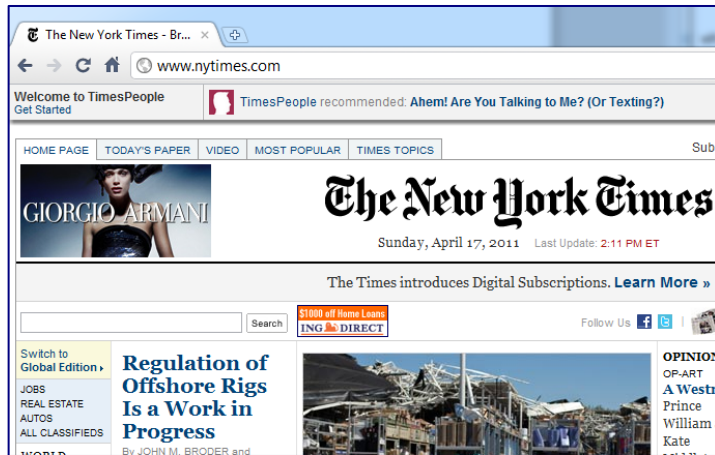 The New York Times - Br...
www.nytimes.com
Welcome to TimesPeople
Get Started
TimesPeople recommended: Ahem! Are You Talking to Me? (Or Texting?)
HOME PAGE TODAY'S PAPER VIDEO MOST POPULAR TIMES TOPICS
Sub
GIORGIO ARMANI
The New York Times
Sunday, April 17, 2011 Last Update: 2:11 PM ET
The Times introduces Digital Subscriptions. Learn More »
Search
$1000 off Home Loans
ING DIRECT
Follow Us
Switch to
Global Edition
JOBS
REAL ESTATE
AUTOS
ALL CLASSIFIEDS
WORLD
Regulation of
Offshore Rigs
Is a Work in
Progress
By JOHN M. BRODER and
OPINION
OP-ART
A Westm
Prince
William
Kate